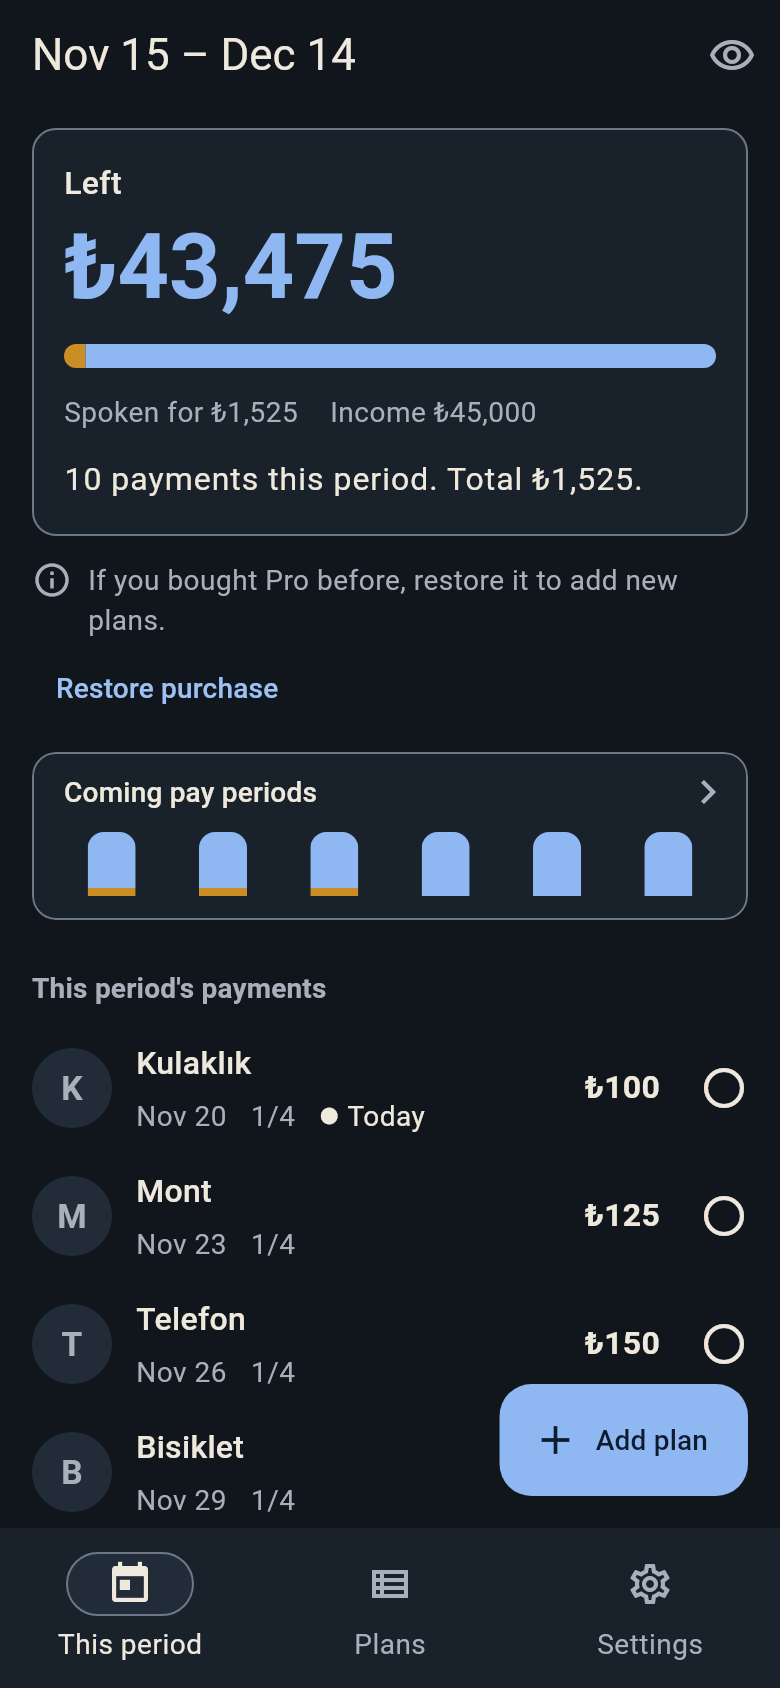 Nov 15 – Dec 14
Left
₺43,475
Spoken for ₺1,525 Income ₺45,000
10 payments this period. Total ₺1,525.
If you bought Pro before, restore it to add new
plans.
Restore purchase
Coming pay periods
This period's payments
K
Kulaklık
Nov 20 1/4 Today
₺100
M
Mont
Nov 23 1/4
₺125
T
Telefon
Nov 26 1/4
₺150
B
Bisiklet
Nov 29 1/4
Add plan
This period
Plans
Settings